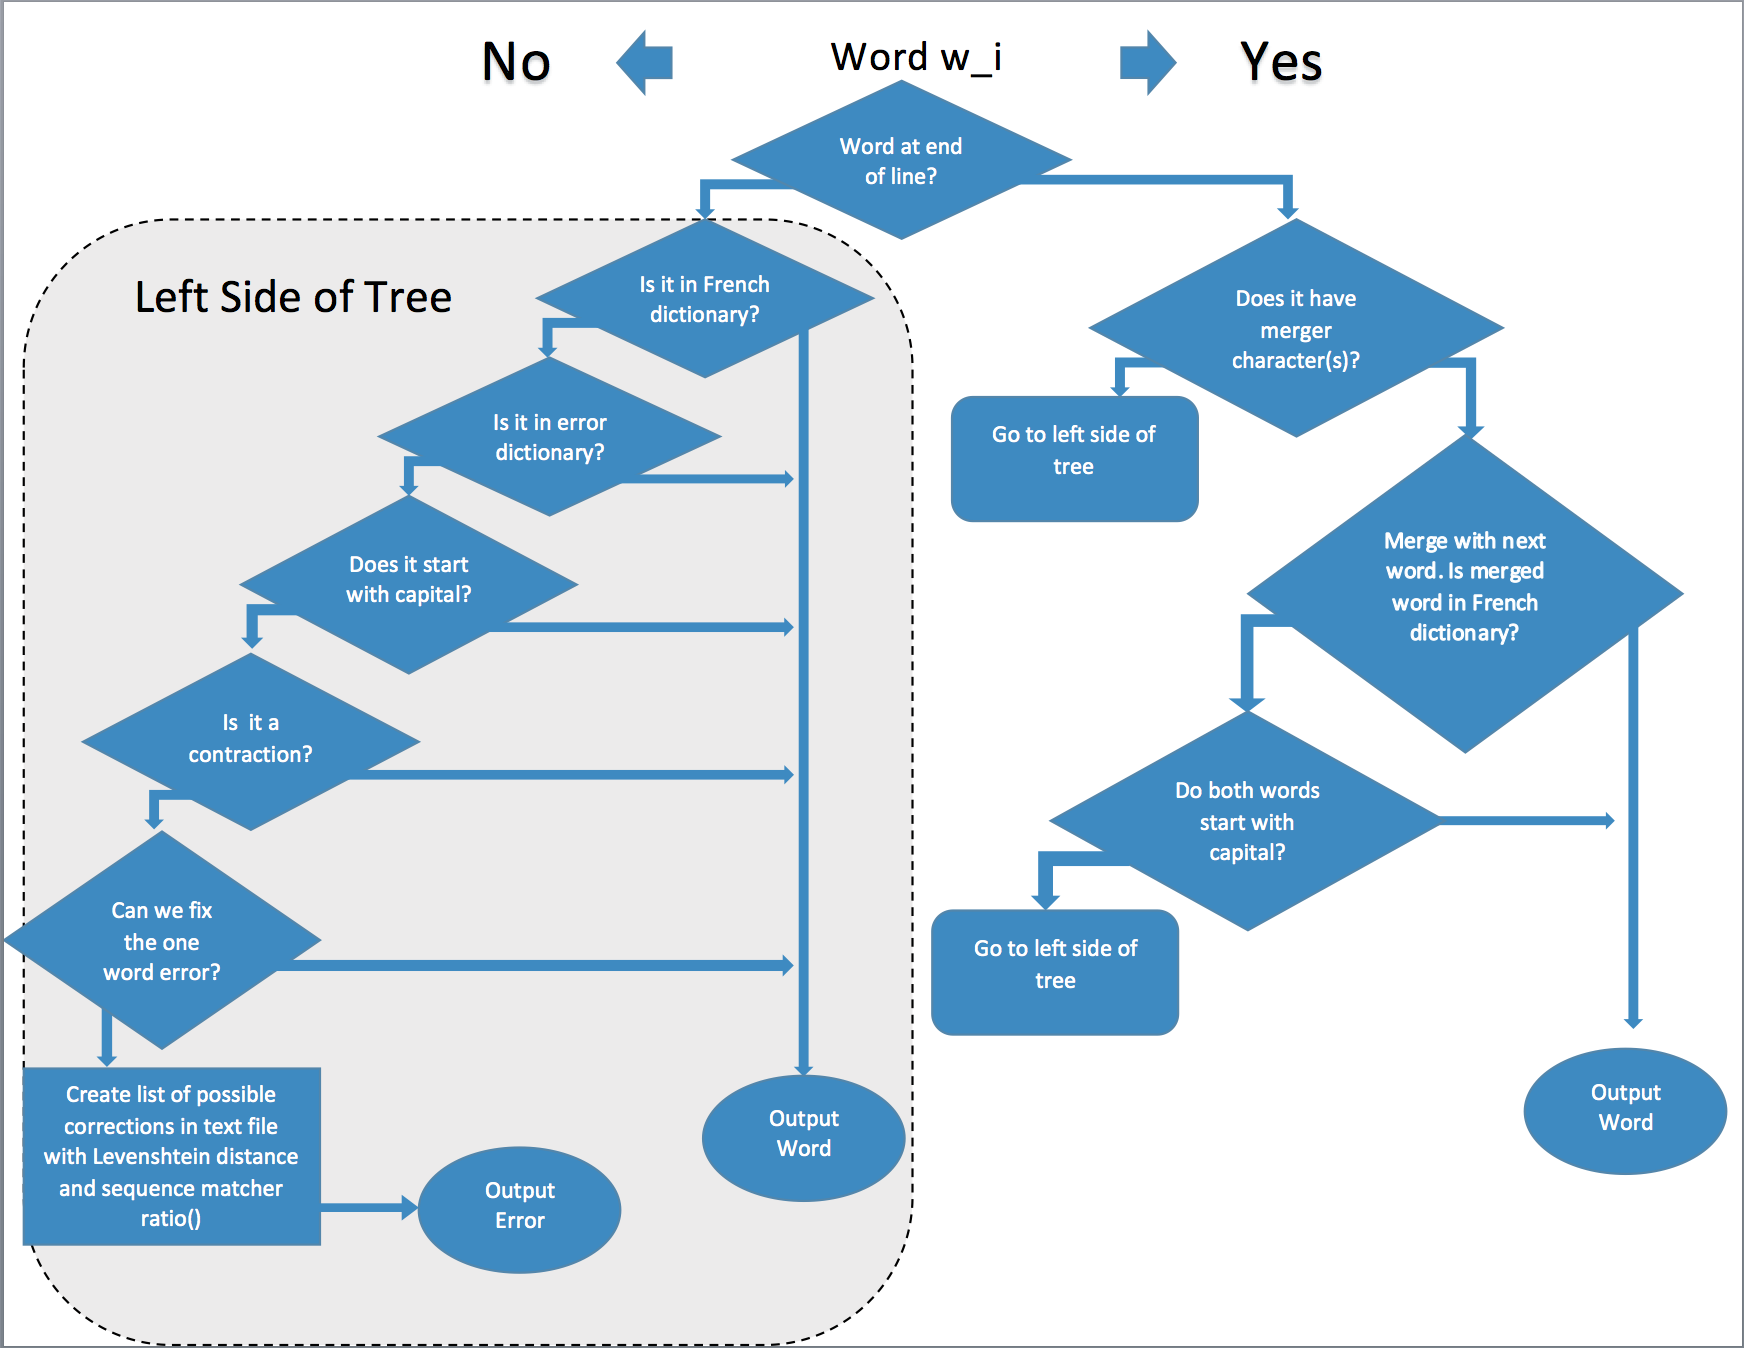 No
Word w_i
Yes
Word at end
of line?
Left Side of Tree
Is it in French
dictionary?
Does it have
merger
character(s)?
Is it in error
dictionary?
Go to left side of
tree
Does it start
with capital?
Merge with next
word. Is merged
word in French
dictionary?
Is it a
contraction?
Do both words
start with
capital?
Can we fix
the one
word error?
Go to left side of
tree
Create list of possible
corrections in text file
with Levenshtein distance
and sequence matcher
ratio()
Output
Error
Output
Word
Output
Word